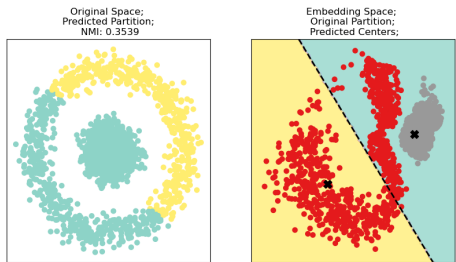 Original Space;
Predicted Partition;
NMI: 0.3539
Embedding Space;
Original Partition;
Predicted Centers;